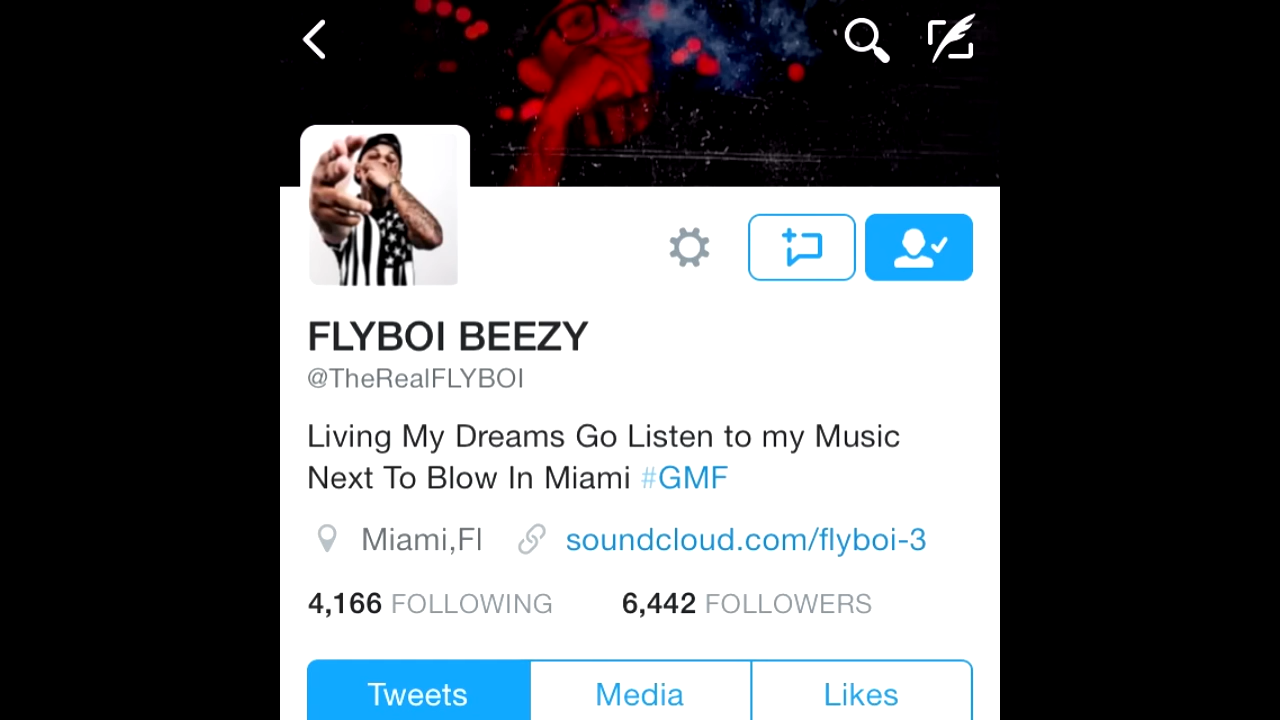 FLYBOI BEEZY
@TheRealFLYBOI
Living My Dreams Go Listen to my Music
Next To Blow In Miami #GMF
Miami,Fl soundcloud.com/flyboi-3
4,166 FOLLOWING 6,442 FOLLOWERS
Tweets Media Likes